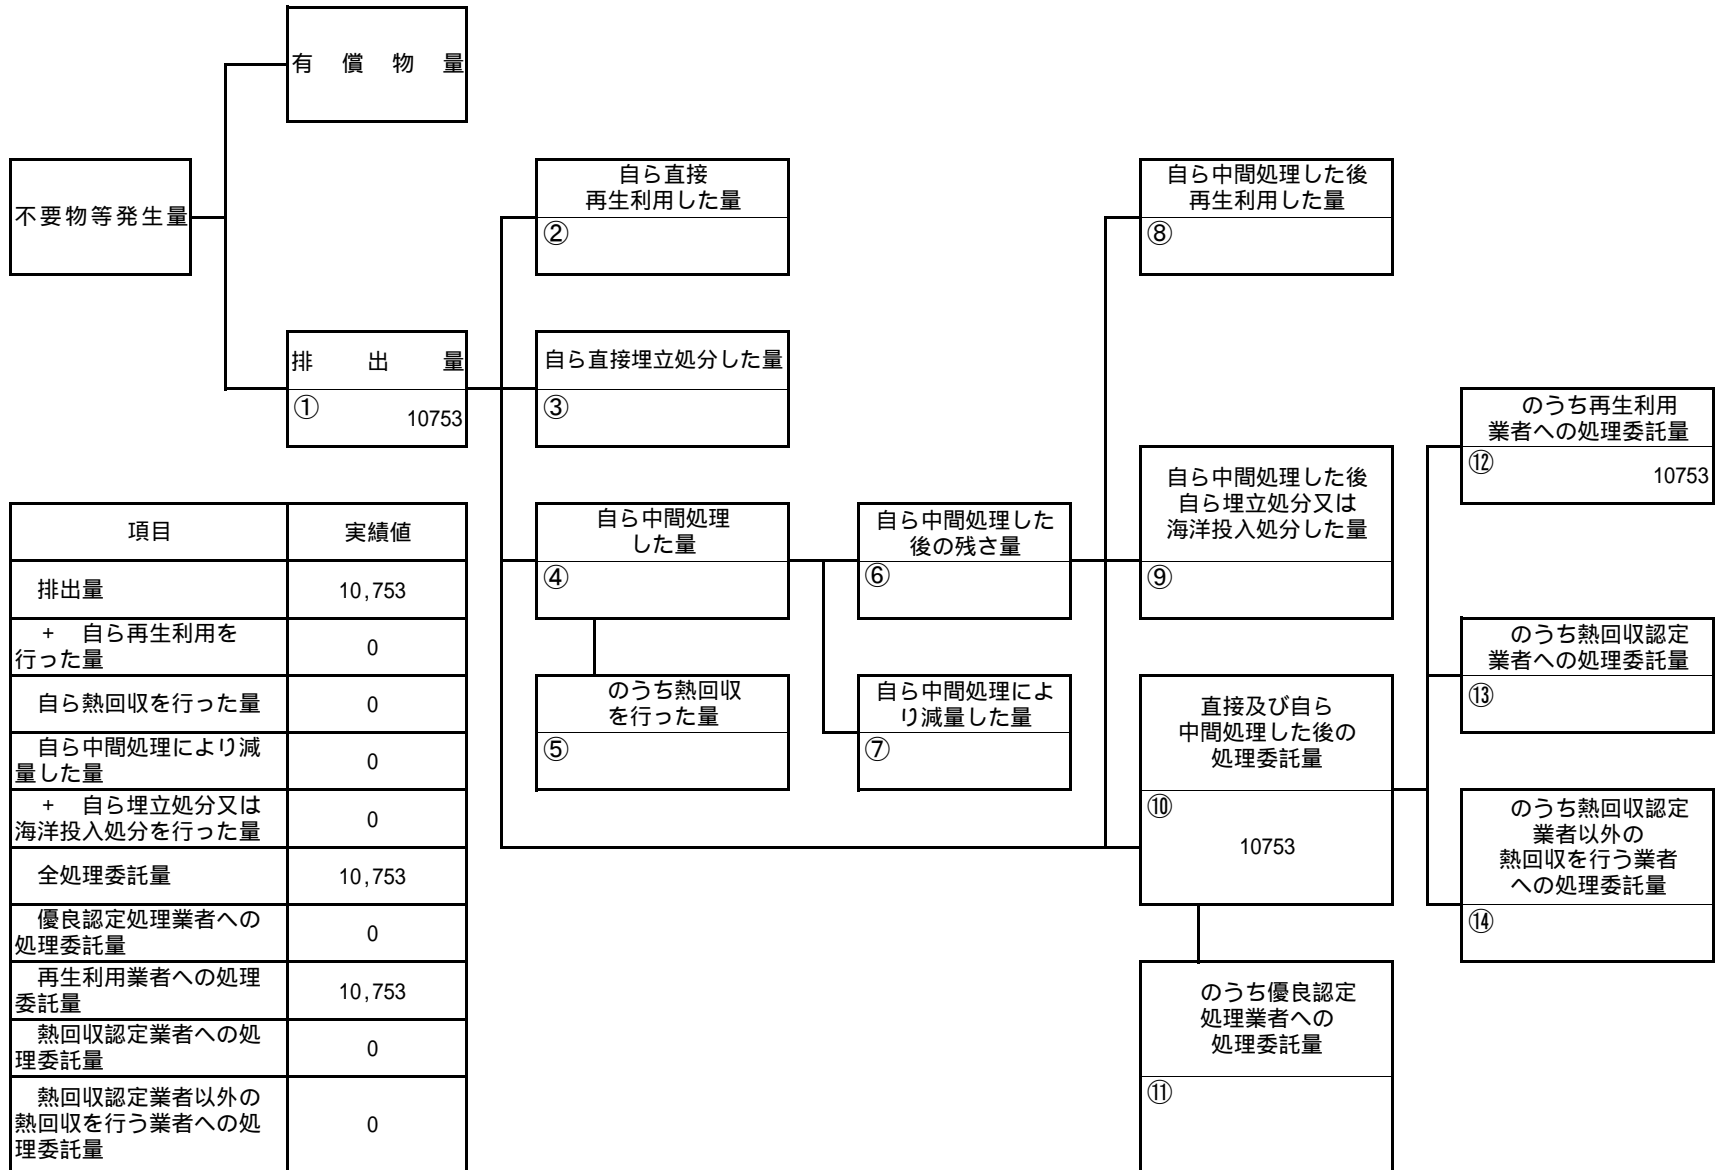 有償物量
不要物等発生量
自ら直接
再生利用した量
②
自ら中間処理した後
再生利用した量
⑧
排出量
①
10753
自ら直接埋立処分した量
③
のうち再生利用
業者への処理委託量
⑫
10753
自ら中間処理した後
自ら埋立処分又は
海洋投入処分した量
⑨
自ら中間処理
した量
④
自ら中間処理した
後の残さ量
⑥
のうち熱回収認定
業者への処理委託量
⑬
のうち熱回収
を行った量
⑤
自ら中間処理によ
り減量した量
⑦
直接及び自ら
中間処理した後の
処理委託量
⑩
10753
のうち熱回収認定
業者以外の
熱回収を行う業者
への処理委託量
⑭
のうち優良認定
処理業者への
処理委託量
⑪
項目 実績値
排出量 10,753
+ 自ら再生利用を
行った量 0
自ら熱回収を行った量 0
自ら中間処理により減
量した量 0
+ 自ら埋立処分又は
海洋投入処分を行った量 0
全処理委託量 10,753
優良認定処理業者への
処理委託量 0
再生利用業者への処理
委託量 10,753
熱回収認定業者への処
理委託量 0
熱回収認定業者以外の
熱回収を行う業者への処
理委託量 0